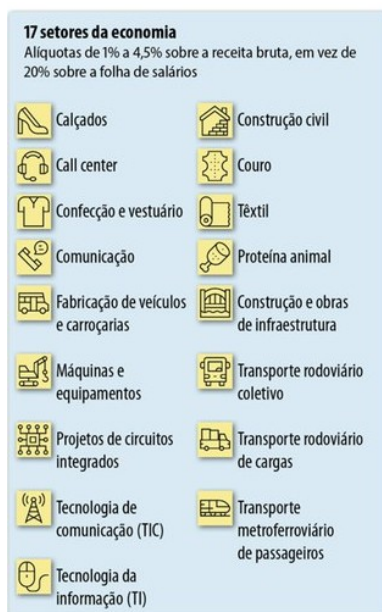 17 setores da economia
Alíquotas de 1% a 4,5% sobre a receita bruta, em vez de
20% sobre a folha de salários
Calçados
Call center
Confecção e vestuário
Comunicação
Fabricação de veículos
e carroçarias
Máquinas e
equipamentos
Projetos de circuitos
integrados
Tecnologia de
comunicação (TIC)
Tecnologia da
informação (TI)
Construção civil
Couro
Têxtil
Proteína animal
Construção e obras
de infraestrutura
Transporte rodoviário
coletivo
Transporte rodoviário
de cargas
Transporte
metroferroviário
de passageiros